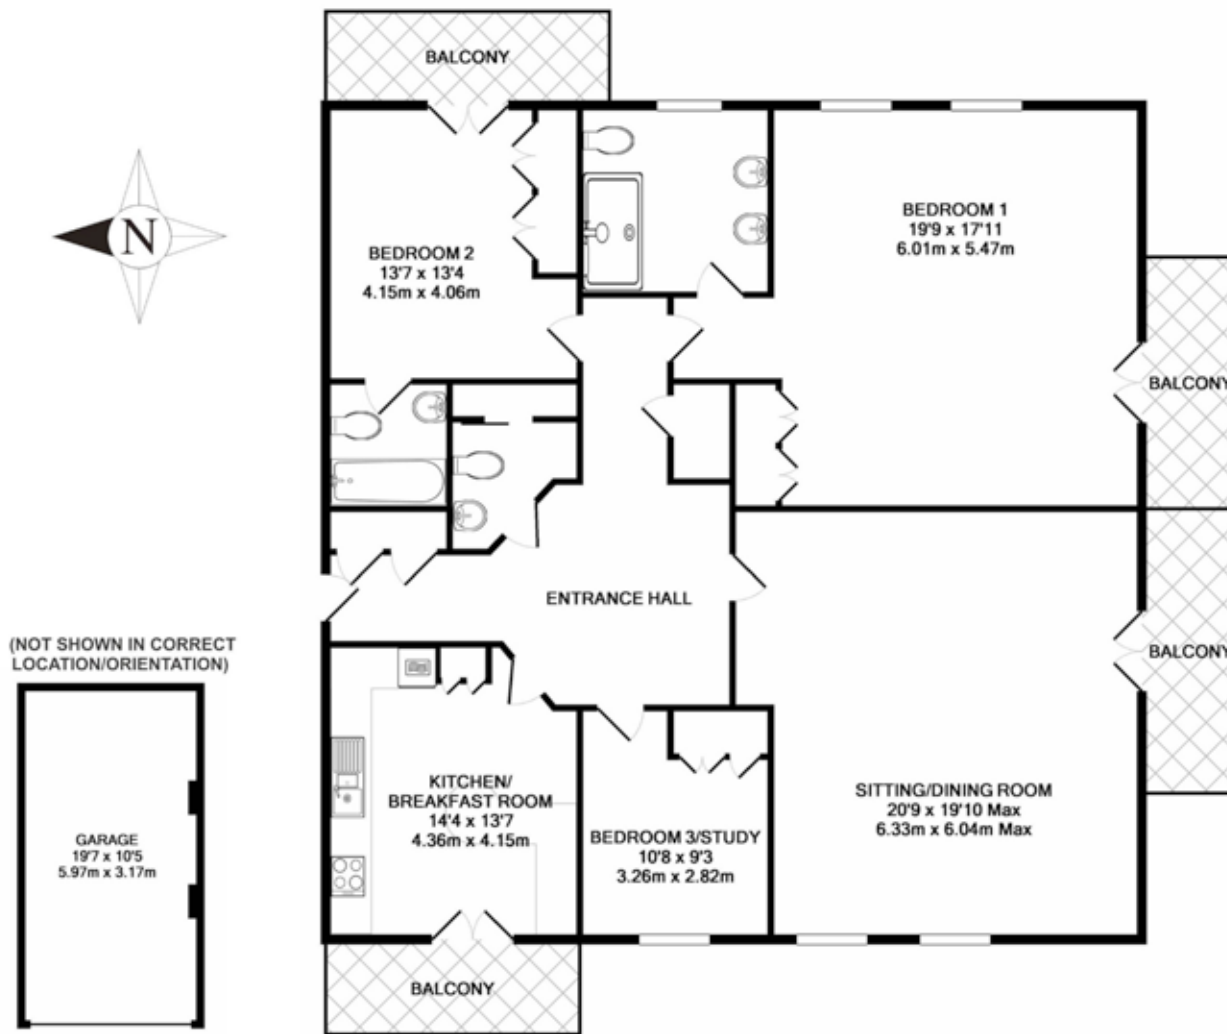 BALCONY
N
BEDROOM 2
13'7 x 13'4
4.15m x 4.06m
BEDROOM 1
19'9 x 17'11
6.01m x 5.47m
BALCONY
ENTRANCE HALL
BALCONY
(NOT SHOWN IN CORRECT
LOCATION/ORIENTATION)
GARAGE
19'7 x 10'5
5.97m x 3.17m
KITCHEN/
BREAKFAST ROOM
14'4 x 13'7
4.36m x 4.15m
BEDROOM 3/STUDY
10'8 x 9'3
3.26m x 2.82m
SITTING/DINING ROOM
20'9 x 19'10 Max
6.33m x 6.04m Max
BALCONY